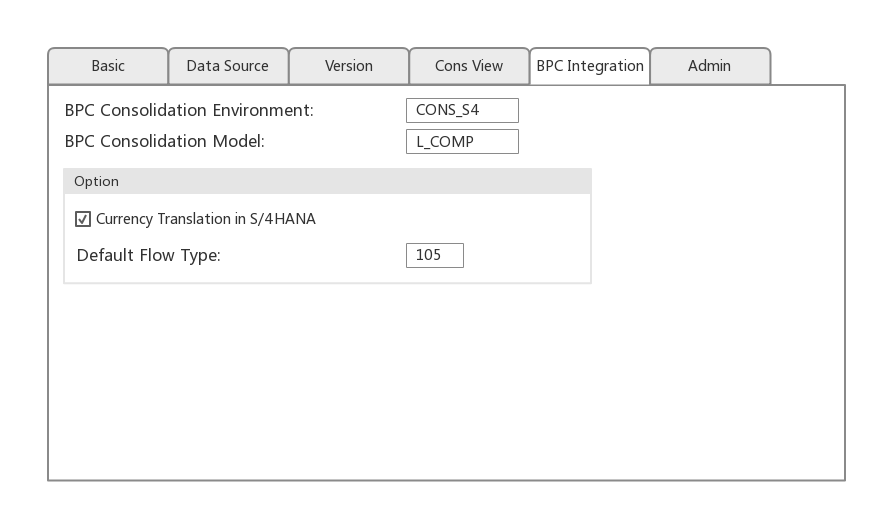 Basic Data Source Version Cons View BPC Integration Admin
BPC Consolidation Environment: CONS_S4
BPC Consolidation Model: L_COMP
Option
Currency Translation in S/4HANA
Default Flow Type: 105